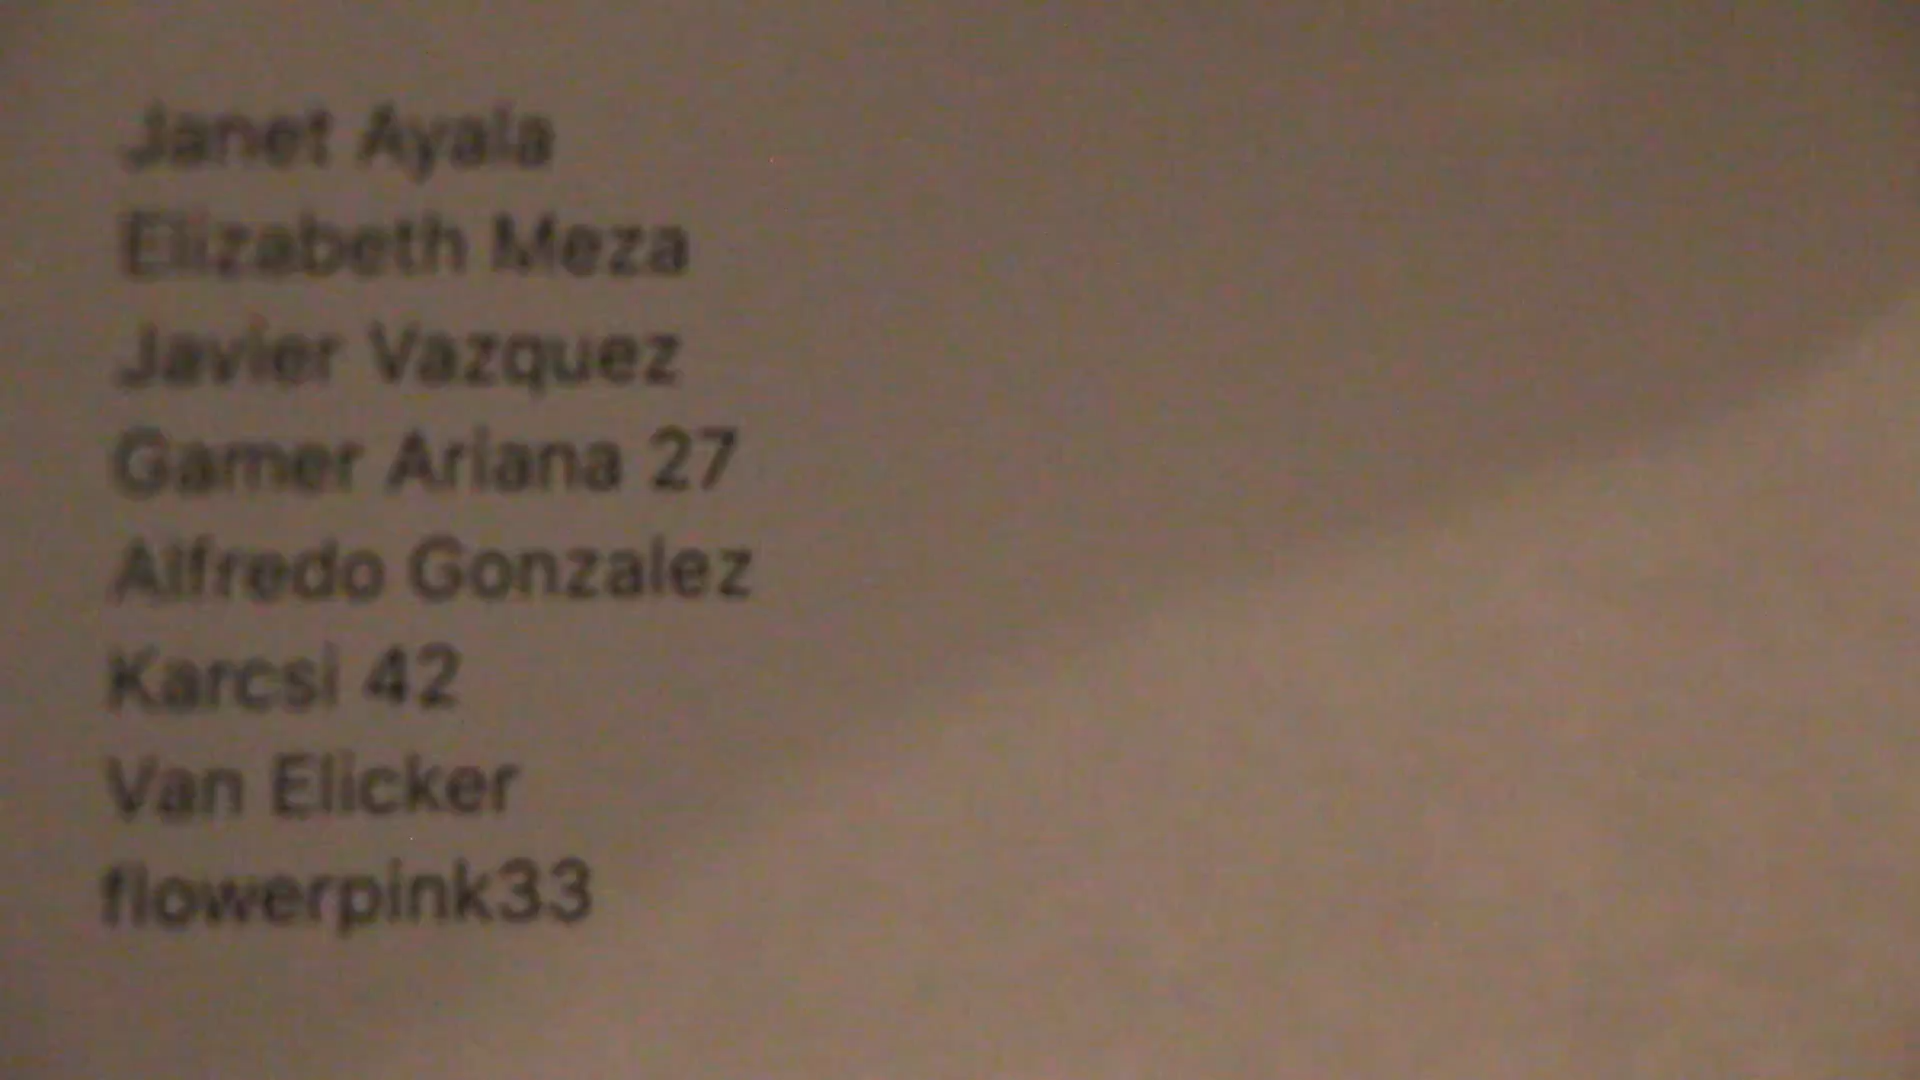 Janet Ayala
Elizabeth Meza
Javier Vazquez
Gamer Ariana 27
Alfredo Gonzalez
Karcsi 42
Van Elicker
flowerpink33